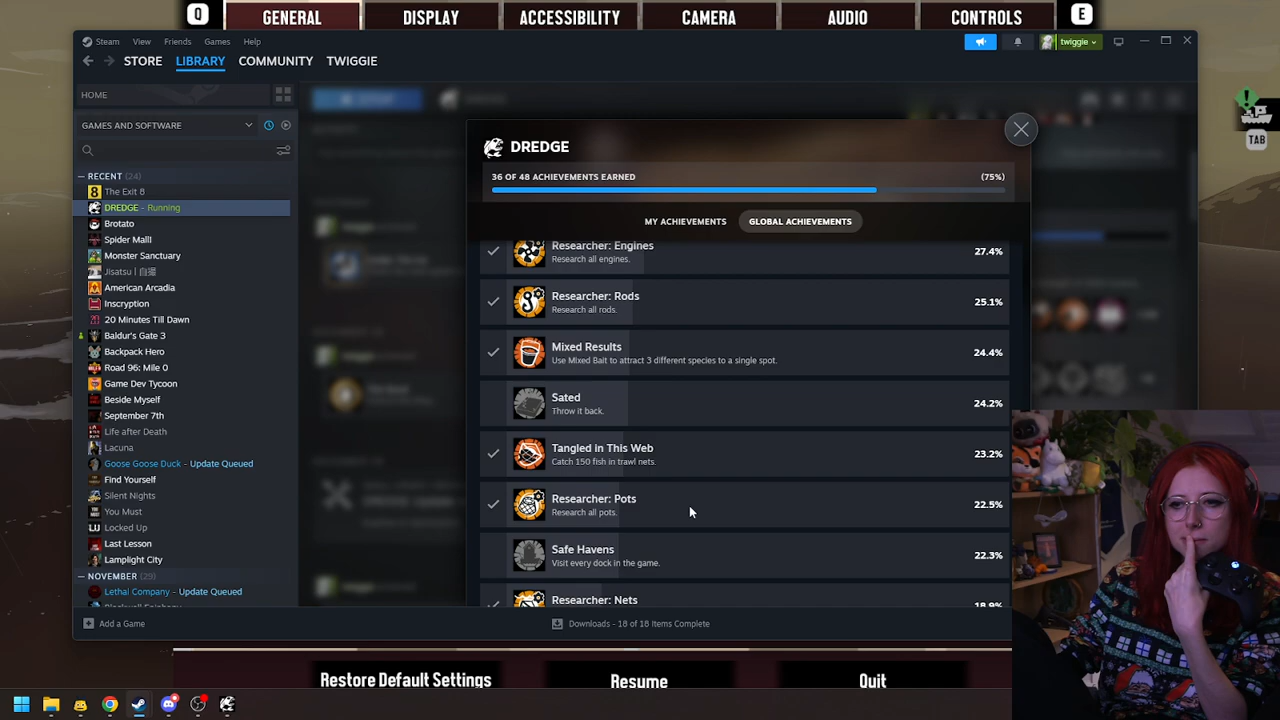 Q GENERAL DISPLAY ACCESSIBILITY CAMERA AUDIO CONTROLS E
Steam View Friends Games Help
twiggie
STORE LIBRARY COMMUNITY TWIGGIE
HOME
GAMES AND SOFTWARE
RECENT (24)
The Exit 8
DREDGE - Running
Brotato
Spider Mall!
Monster Sanctuary
Jisatsu | 自撮
American Arcadia
Inscryption
20 Minutes Till Dawn
Baldur's Gate 3
Backpack Hero
Road 96: Mile 0
Game Dev Tycoon
Beside Myself
September 7th
Life after Death
Lacuna
Goose Goose Duck - Update Queued
Find Yourself
Silent Nights
You Must
Locked Up
Last Lesson
Lamplight City
NOVEMBER (29)
Lethal Company - Update Queued
DREDGE
36 OF 48 ACHIEVEMENTS EARNED (75%)
MY ACHIEVEMENTS GLOBAL ACHIEVEMENTS
Researcher: Engines
Research all engines.
27.4%
Researcher: Rods
Research all rods.
25.1%
Mixed Results
Use Mixed Bait to attract 3 different species to a single spot.
24.4%
Sated
Throw it back.
24.2%
Tangled in This Web
Catch 150 fish in trawl nets.
23.2%
Researcher: Pots
Research all pots.
22.5%
Safe Havens
Visit every dock in the game.
22.3%
Researcher: Nets
18.9%
Add a Game
Downloads - 18 of 18 Items Complete
TAB
Restore Default Settings Resume Quit